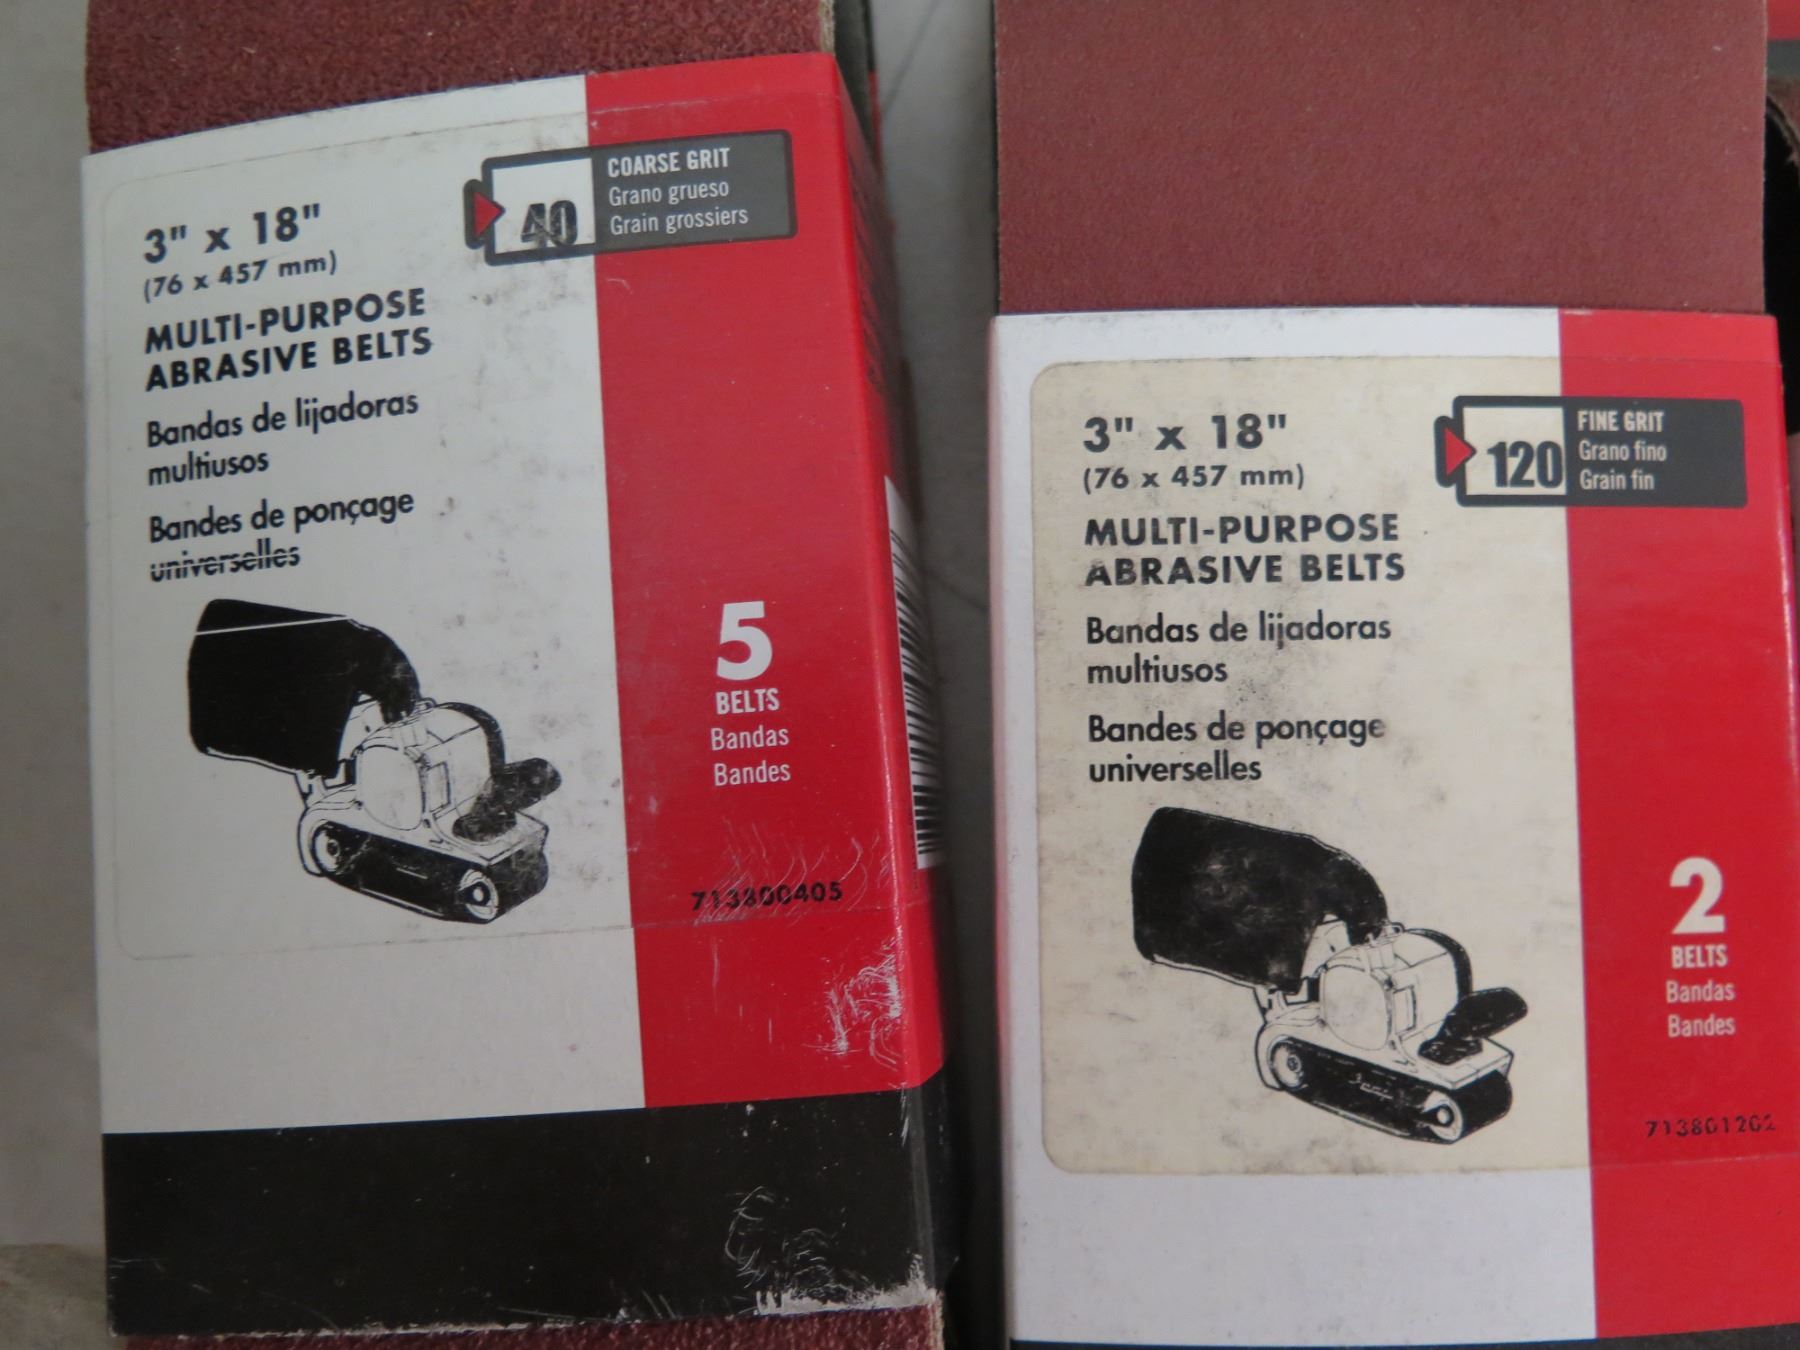 3" x 18"
(76 x 457 mm)
MULTI-PURPOSE
ABRASIVE BELTS
Bandas de lijadoras
multiusos
Bandes de ponçage
universelles
40
COARSE GRIT
Grano grueso
Grain grossiers
5
BELTS
Bandas
Bandes
713800405
3" x 18"
(76 x 457 mm)
MULTI-PURPOSE
ABRASIVE BELTS
Bandas de lijadoras
multiusos
Bandes de ponçage
universelles
120
FINE GRIT
Grano fino
Grain fin
2
BELTS
Bandas
Bandes
713801202